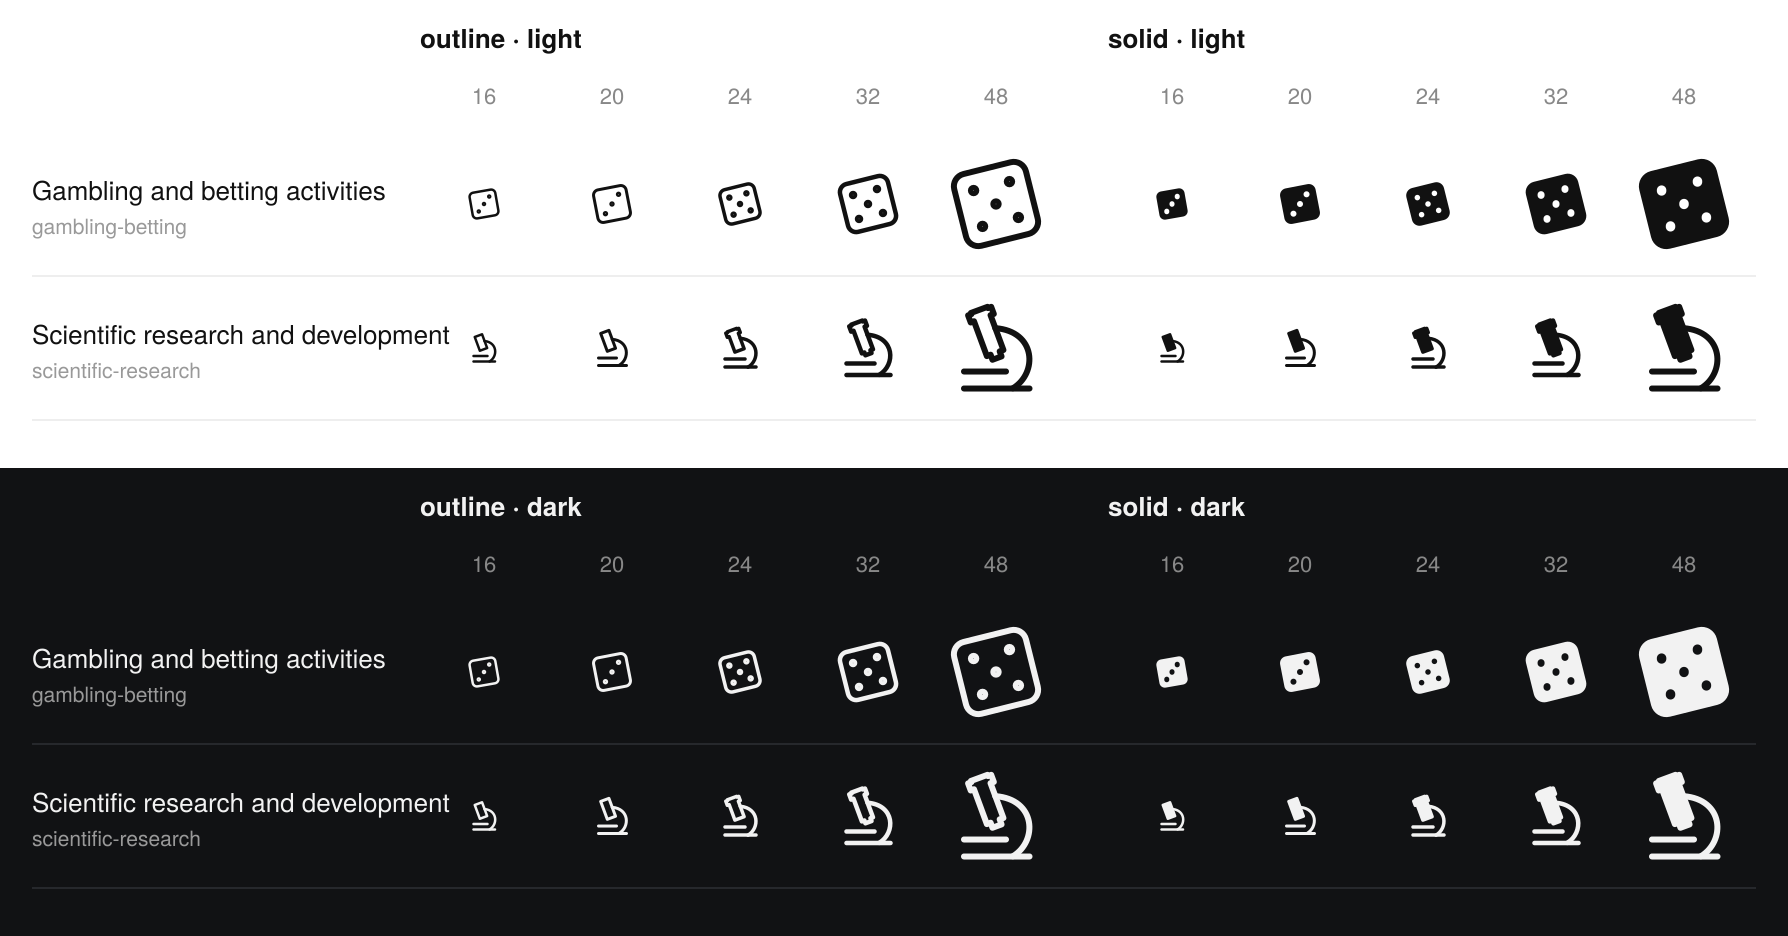 outline · light
solid · light
16 20 24 32 48 16 20 24 32 48
Gambling and betting activities
gambling-betting
Scientific research and development
scientific-research
outline · dark
solid · dark
16 20 24 32 48 16 20 24 32 48
Gambling and betting activities
gambling-betting
Scientific research and development
scientific-research